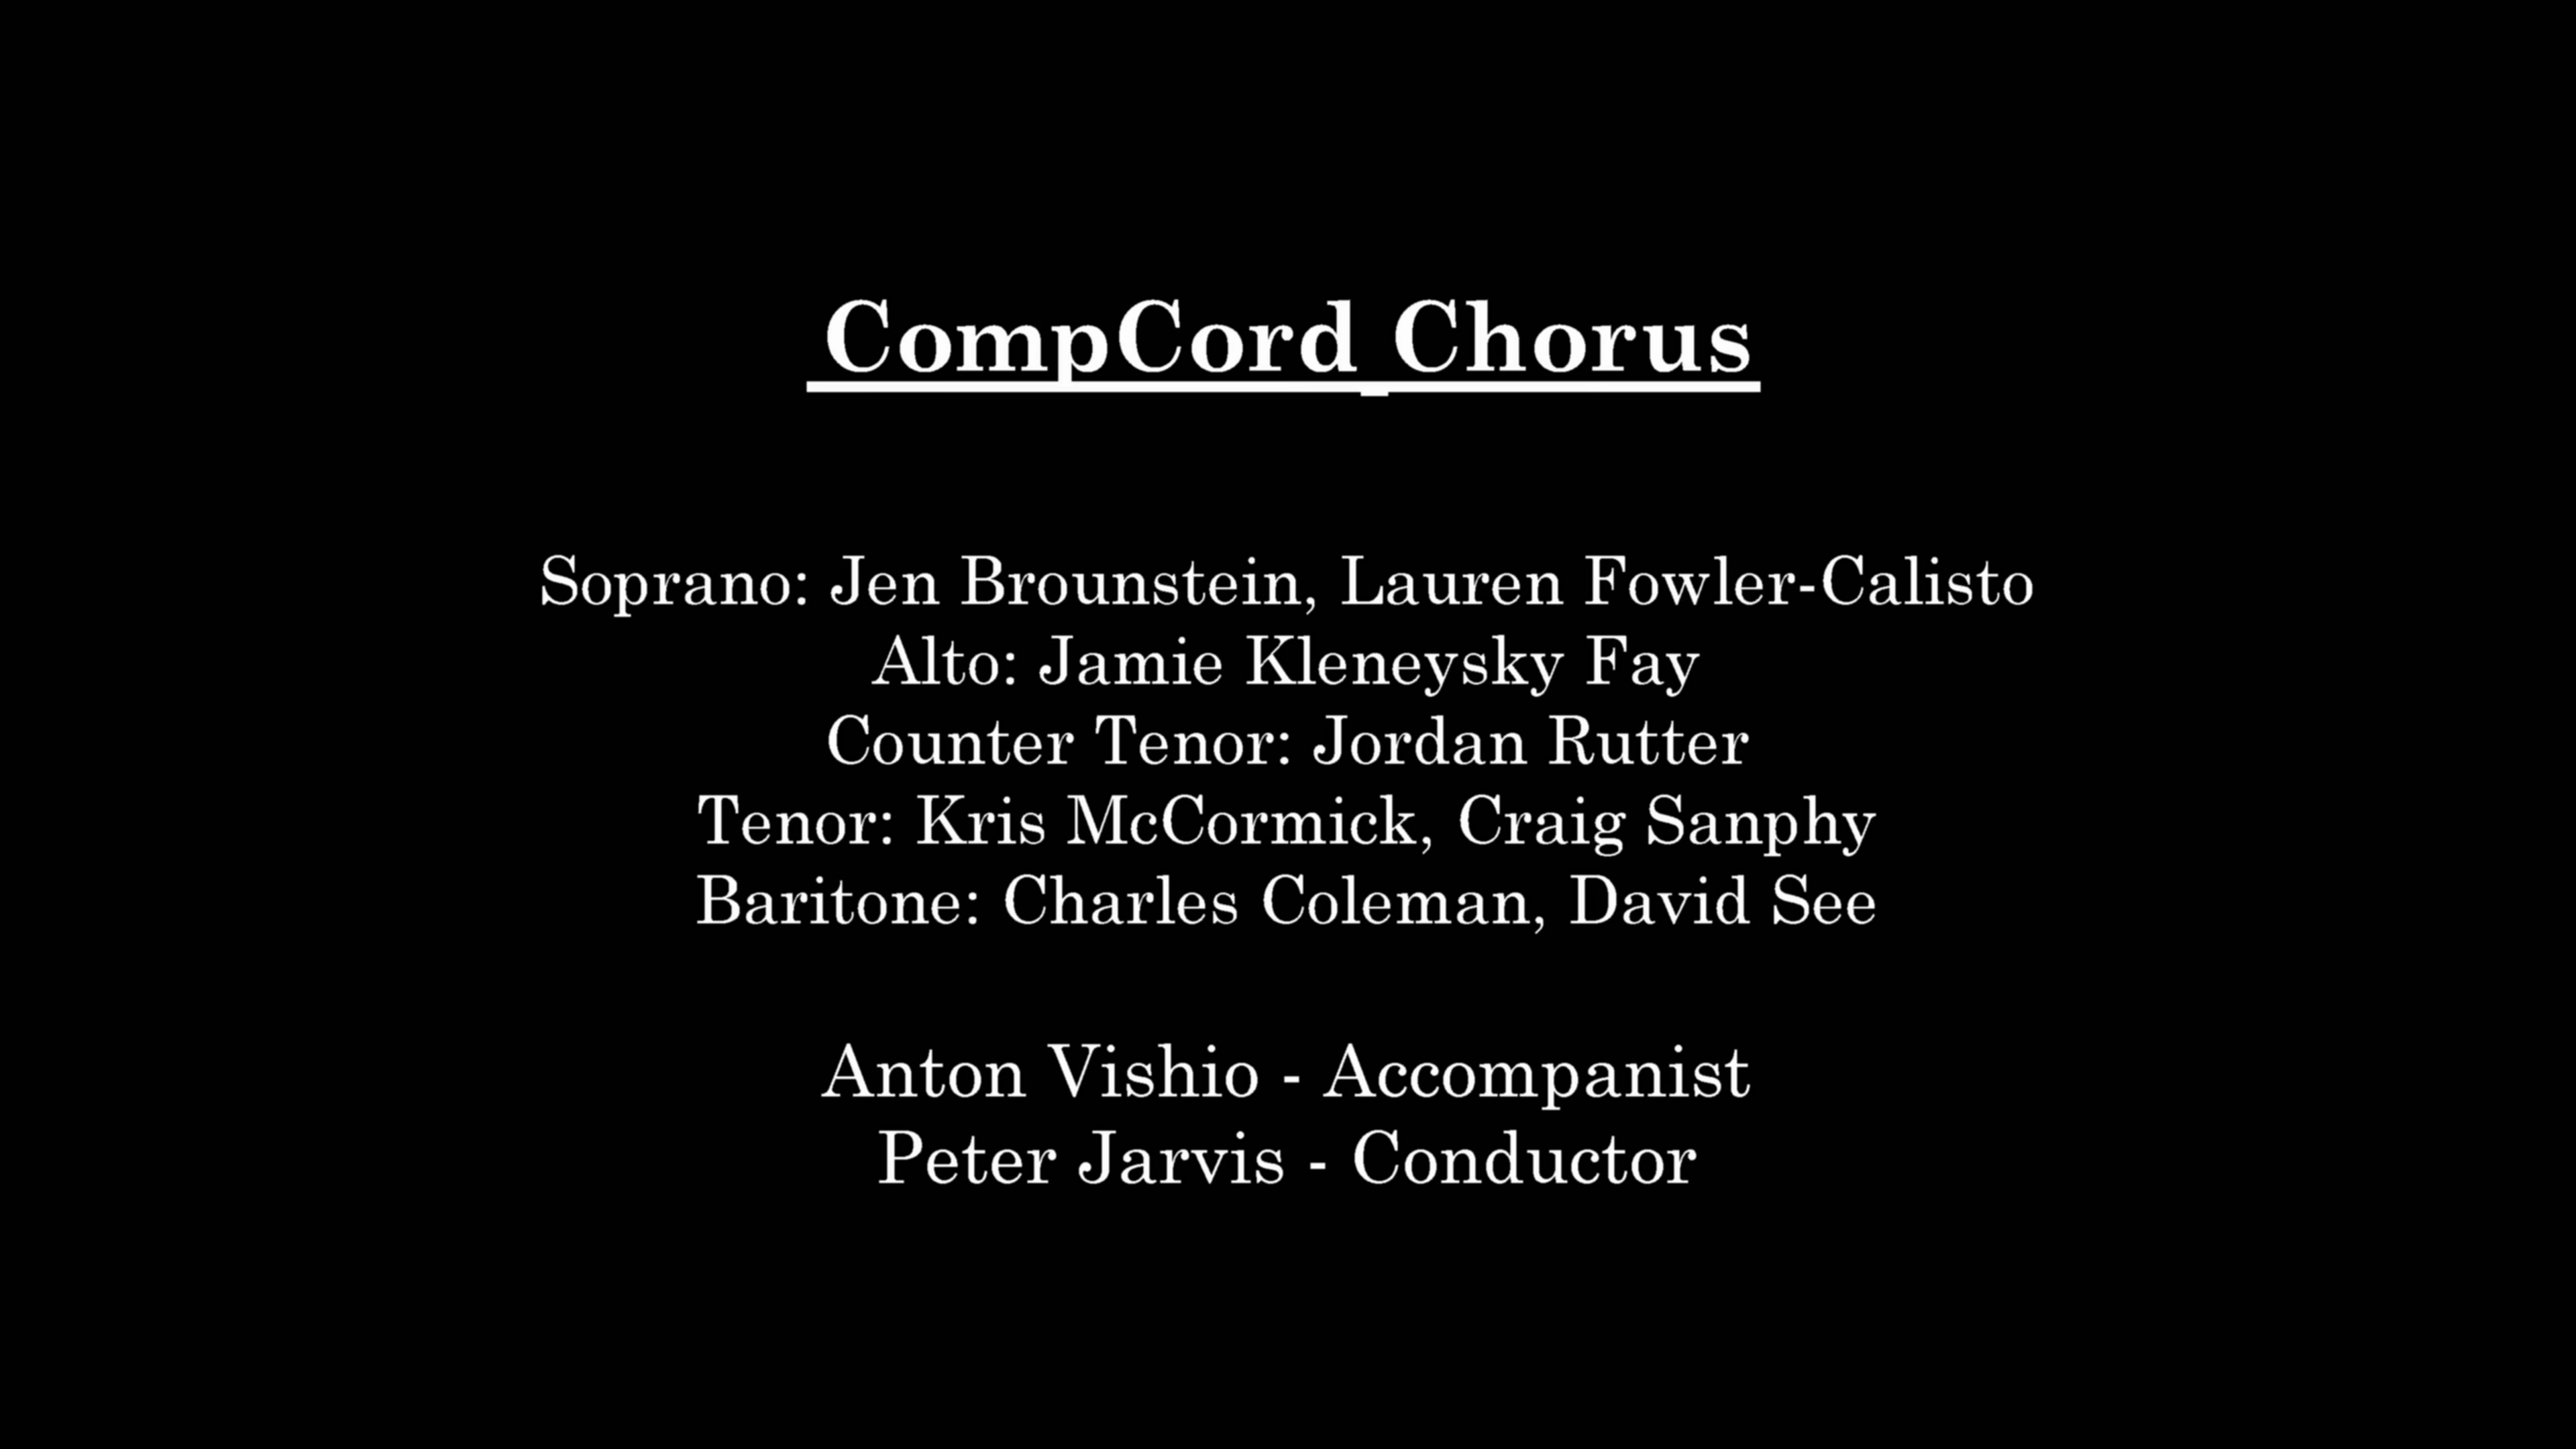 CompCord Chorus
Soprano: Jen Brounstein, Lauren Fowler-Calisto
Alto: Jamie Kleneysky Fay
Counter Tenor: Jordan Rutter
Tenor: Kris McCormick, Craig Sanphy
Baritone: Charles Coleman, David See
Anton Vishio - Accompanist
Peter Jarvis - Conductor